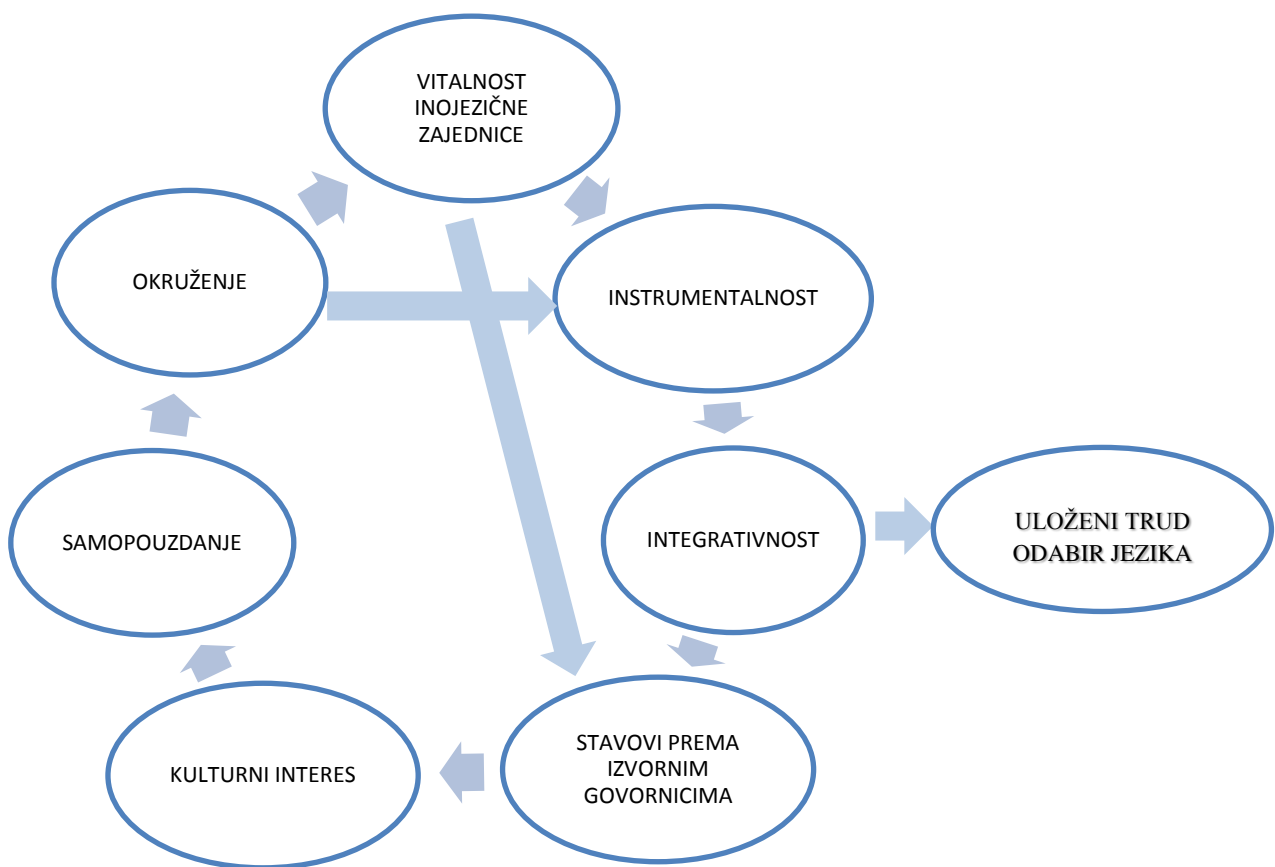 VITALNOST
INOJEZIČNE
ZAJEDNICE
OKRUŽENJE
INSTRUMENTALNOST
SAMOPOUZDANJE
INTEGRATIVNOST
ULOŽENI TRUD
ODABIR JEZIKA
KULTURNI INTERES
STAVOVI PREMA
IZVORNIM
GOVORNICIMA